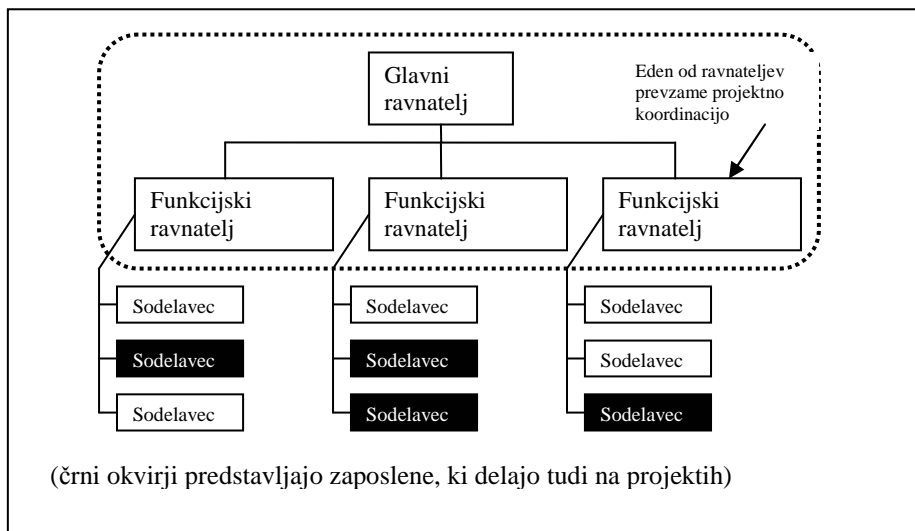 Glavni
ravnatelj
Eden od ravnateljev
prevzame projektno
koordinacijo
Funkcijski
ravnatelj
Funkcijski
ravnatelj
Funkcijski
ravnatelj
Sodelavec
Sodelavec
Sodelavec
Sodelavec
Sodelavec
Sodelavec
Sodelavec
Sodelavec
Sodelavec
(črni okvirji predstavljajo zaposlene, ki delajo tudi na projektih)